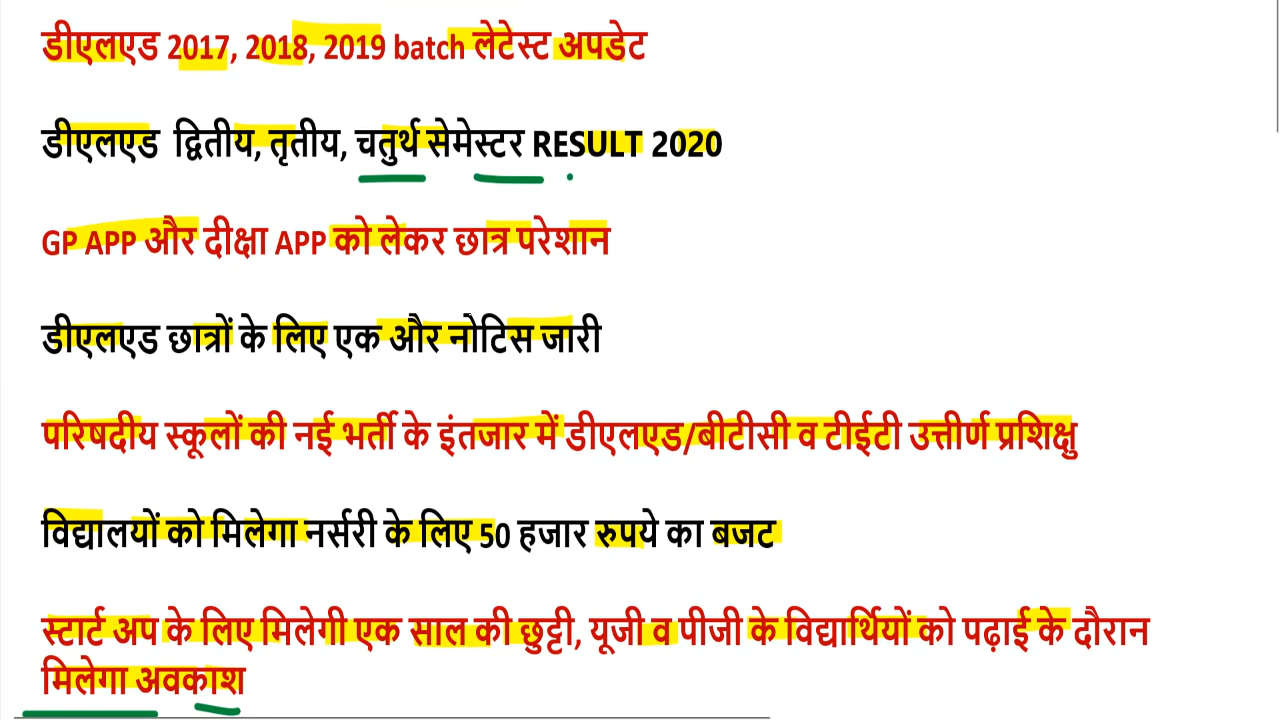 डीएलएड 2017, 2018, 2019 batch लेटेस्ट अपडेट
डीएलएड द्वितीय, तृतीय, चतुर्थ सेमेस्टर RESULT 2020
GP APP और दीक्षा APP को लेकर छात्र परेशान
डीएलएड छात्रों के लिए एक और नोटिस जारी
परिषदीय स्कूलों की नई भर्ती के इंतजार में डीएलएड/बीटीसी व टीईटी उत्तीर्ण प्रशिक्षु
विद्यालयों को मिलेगा नर्सरी के लिए 50 हजार रुपये का बजट
स्टार्ट अप के लिए मिलेगी एक साल की छुट्टी, यूजी व पीजी के विद्यार्थियों को पढ़ाई के दौरान
मिलेगा अवकाश